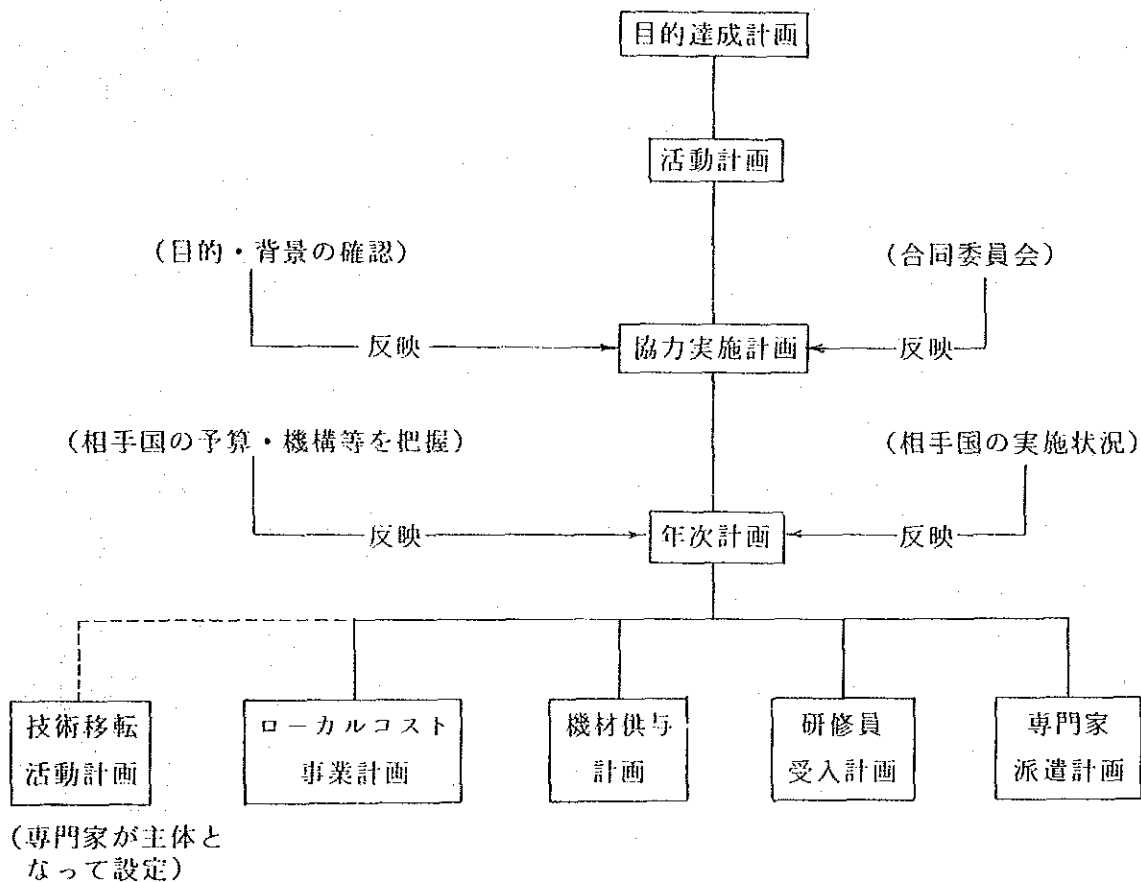 目的達成計画
活動計画
(目的・背景の確認)
(合同委員会)
反映
協力実施計画
反映
(相手国の予算・機構等を把握)
(相手国の実施状況)
反映
年次計画
反映
技術移転
活動計画
ローカルコスト
事業計画
機材供与
計画
研修員
受入計画
専門家
派遣計画
(専門家が主体と
なって設定)